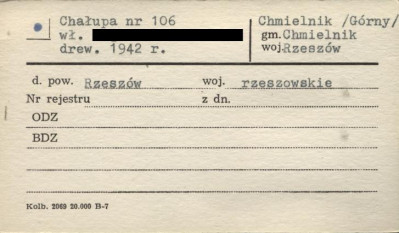 Chałupa nr 106 Chmielnik /Górny/
wł. gm.Chmielnik
drew. 1942 r. woj.Rzeszów
d. pow. Rzeszów woj. rzeszowskie
Nr rejestru z dn.
ODZ
BDZ
Kolb. 2069 20.000 B-7